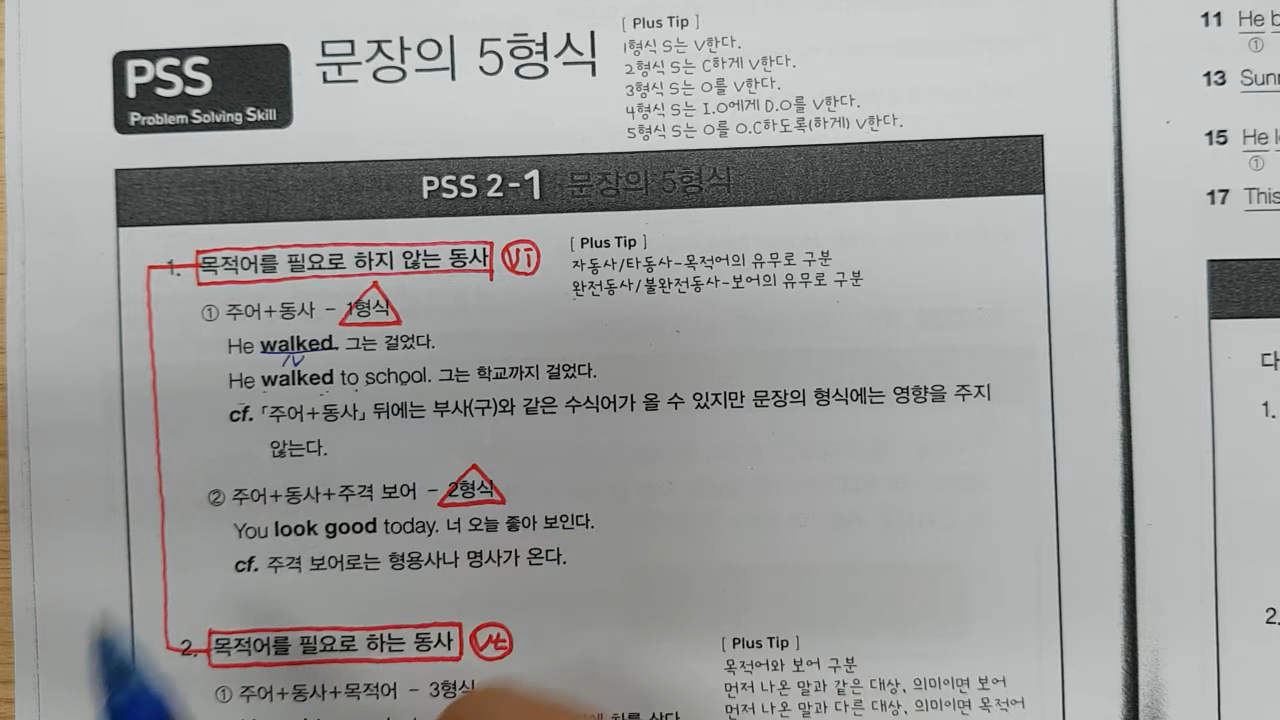 PSS
Problem Solving Skill
문장의 5형식
[ Plus Tip ]
1형식 S는 V한다.
2형식 S는 C하게 V한다.
3형식 S는 O를 V한다.
4형식 S는 I.O에게 D.O를 V한다.
5형식 S는 O를 O.C하도록(하게) V한다.
PSS 2-1 문장의 5형식
1. 목적어를 필요로 하지 않는 동사 Vi
[ Plus Tip ]
자동사/타동사-목적어의 유무로 구분
완전동사/불완전동사-보어의 유무로 구분
① 주어+동사 - 1형식
He walked. 그는 걸었다.
He walked to school. 그는 학교까지 걸었다.
cf. 「주어+동사」 뒤에는 부사(구)와 같은 수식어가 올 수 있지만 문장의 형식에는 영향을 주지
않는다.
② 주어+동사+주격 보어 - 2형식
You look good today. 너 오늘 좋아 보인다.
cf. 주격 보어로는 형용사나 명사가 온다.
2. 목적어를 필요로 하는 동사 Vt
[ Plus Tip ]
목적어와 보어 구분
먼저 나온 말과 같은 대상, 의미이면 보어
먼저 나온 말과 다른 대상, 의미이면 목적어
① 주어+동사+목적어 - 3형식
11 He
①
13
15 He
①
17 This
1.
2.